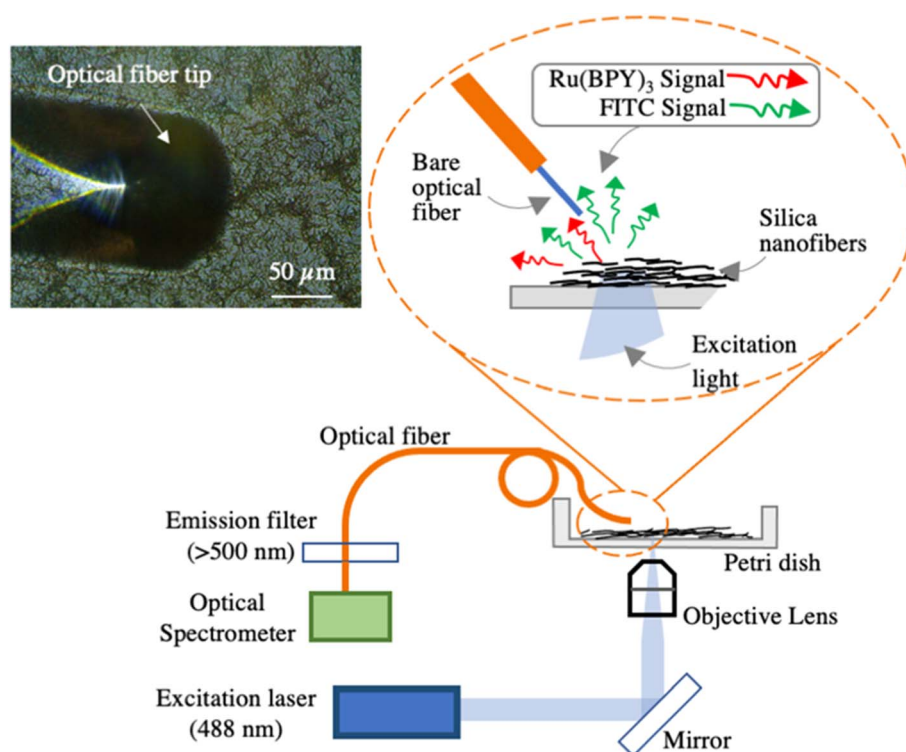 Optical fiber tip
50 μm
Ru(BPY)₃ Signal
FITC Signal
Bare
optical
fiber
Silica
nanofibers
Excitation
light
Optical fiber
Emission filter
(>500 nm)
Petri dish
Optical
Spectrometer
Objective Lens
Excitation laser
(488 nm)
Mirror